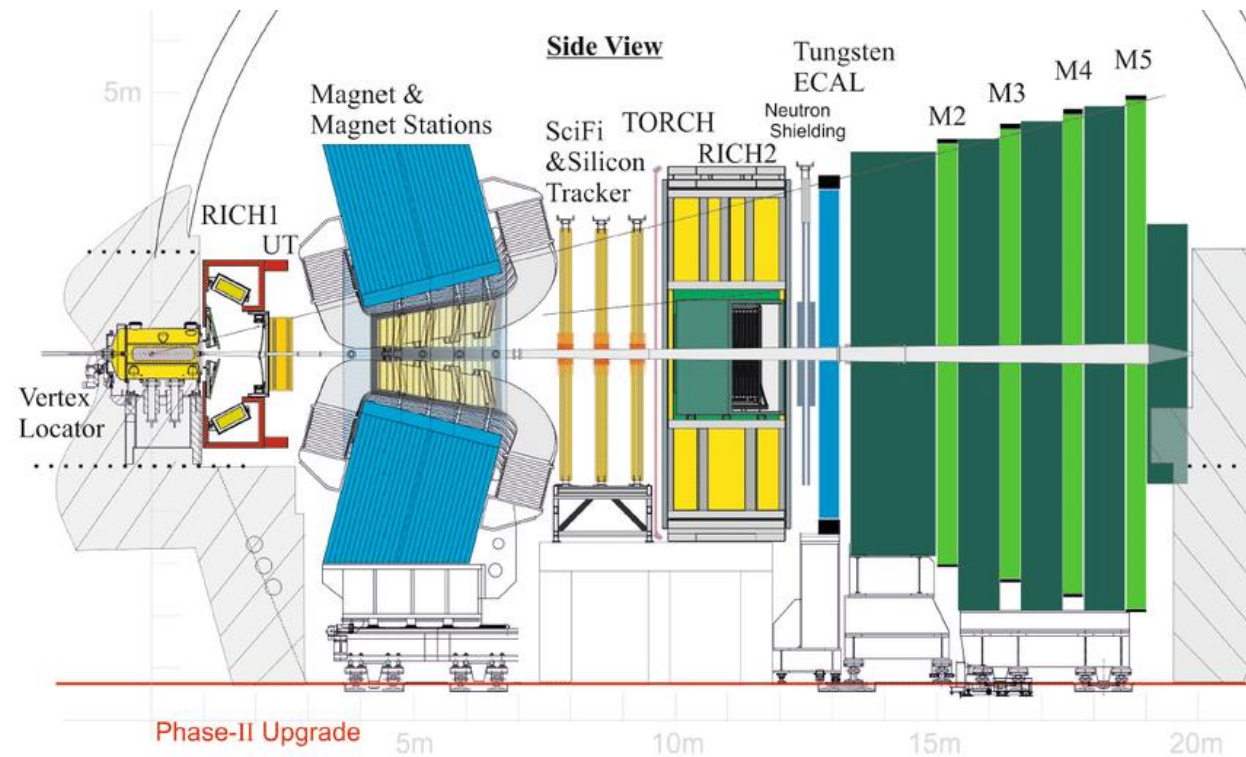 Side View
5m
Magnet &
Magnet Stations
RICH1
UT
SciFi
&Silicon
Tracker
TORCH
RICH2
Tungsten
ECAL
Neutron
Shielding
M2
M3
M4
M5
Vertex
Locator
Phase-II Upgrade
5m
10m
15m
20m